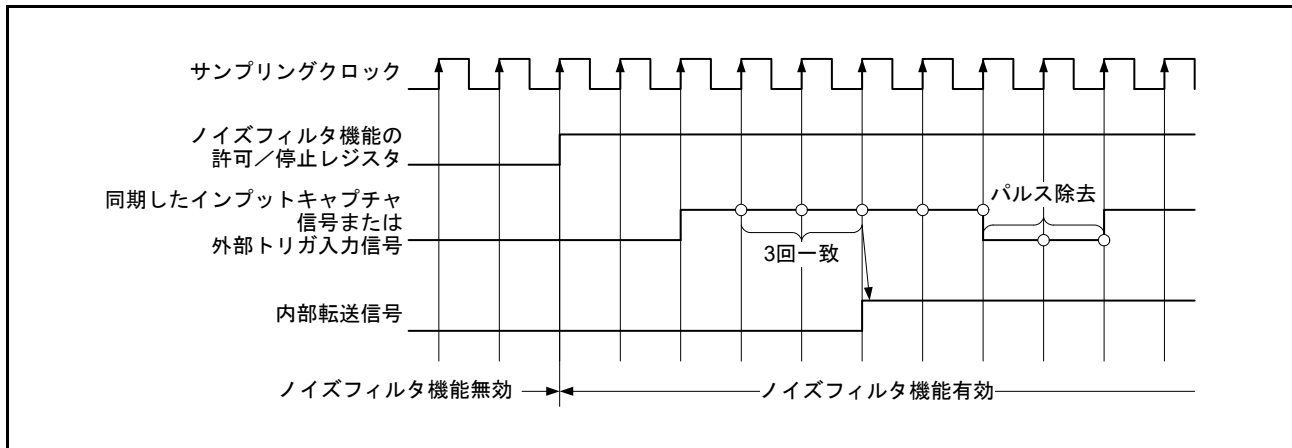 サンプリングクロック
ノイズフィルタ機能の
許可／停止レジスタ
同期したインプットキャプチャ
信号または
外部トリガ入力信号
パルス除去
3回一致
内部転送信号
ノイズフィルタ機能無効
ノイズフィルタ機能有効